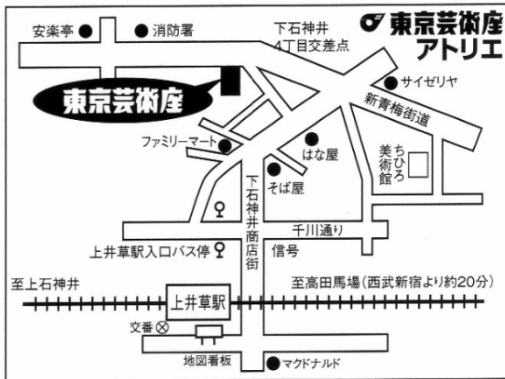 東京芸術座
アトリエ
安楽亭
消防署
下石神井
4丁目交差点
サイゼリヤ
東京芸術座
新青梅街道
ファミリーマート
はな屋
ちひろ
美術館
そば屋
下石神井商店街
千川通り
上井草駅入口バス停
信号
至上石神井
至高田馬場(西武新宿より約20分)
上井草駅
交番
地図看板
マクドナルド